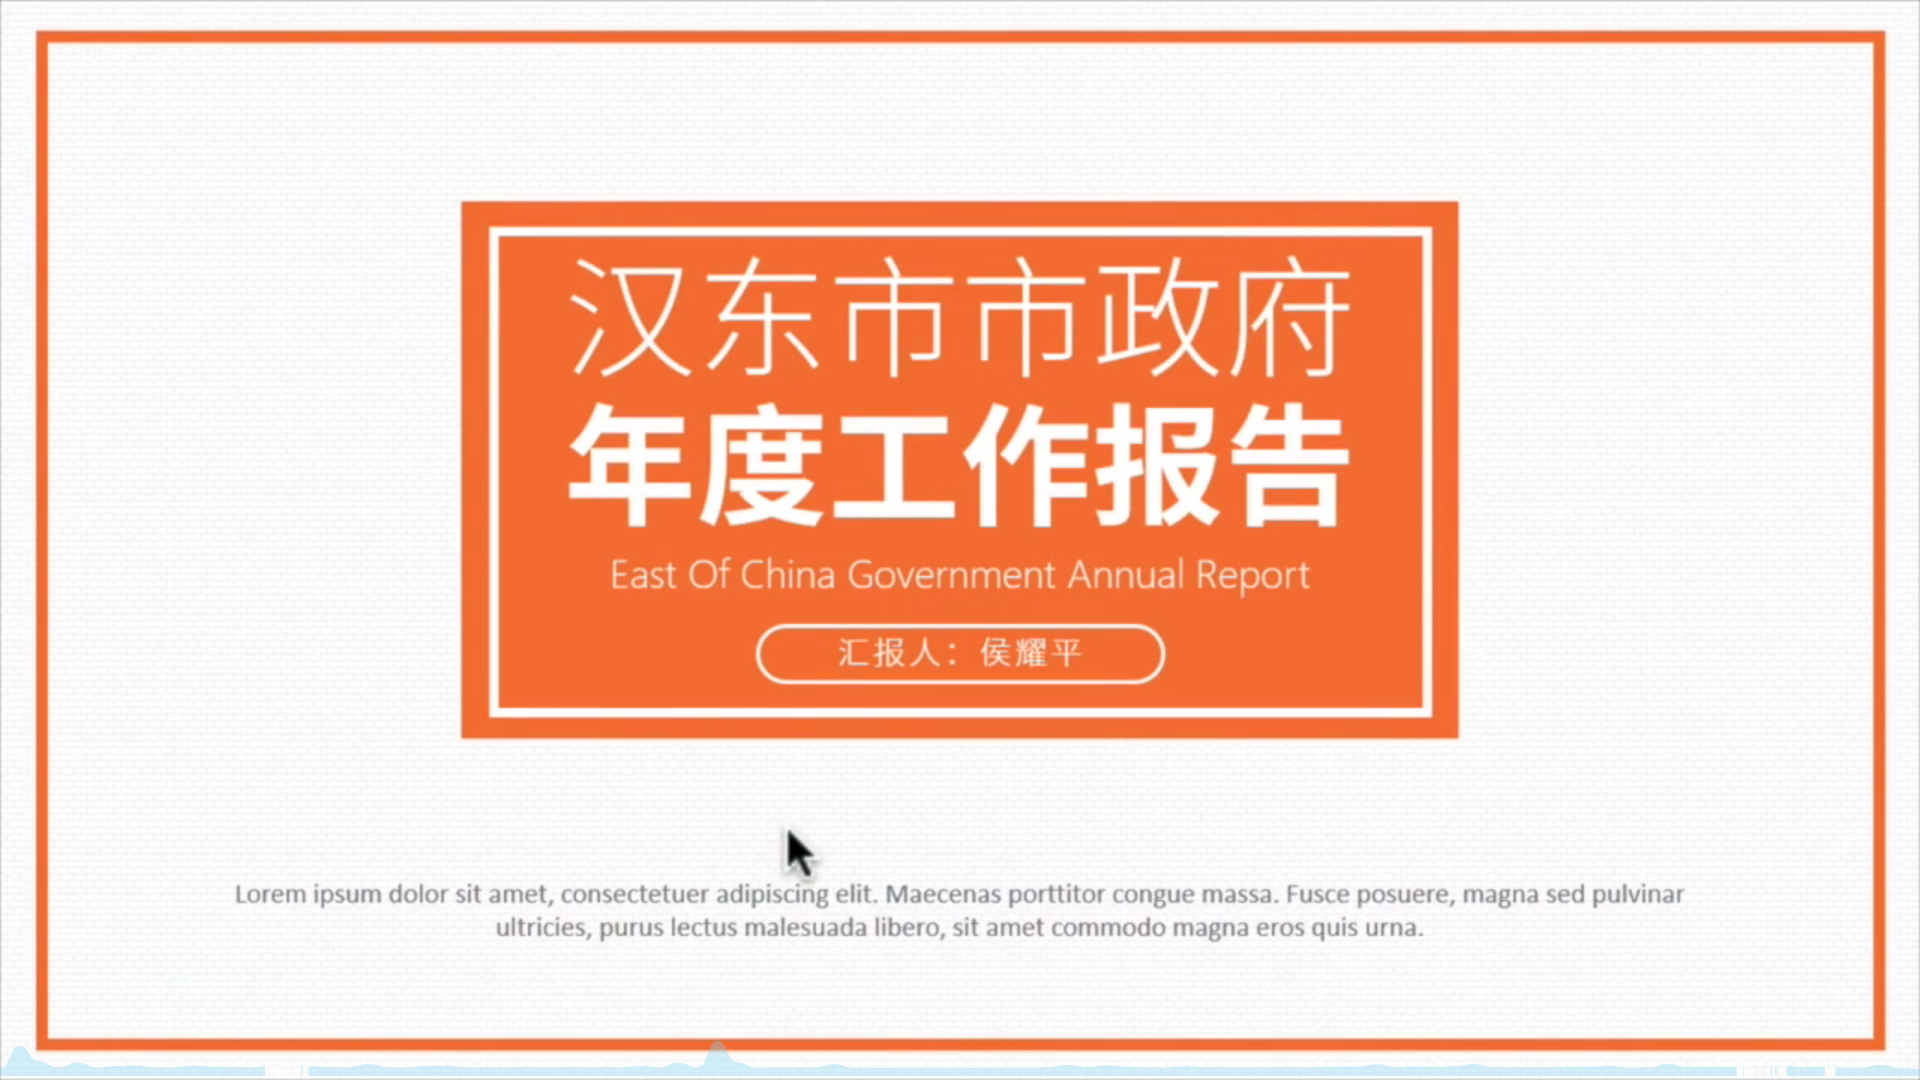 汉东市市政府
年度工作报告
East Of China Government Annual Report
汇报人：侯耀平
Lorem ipsum dolor sit amet, consectetuer adipiscing elit. Maecenas porttitor congue massa. Fusce posuere, magna sed pulvinar
ultricies, purus lectus malesuada libero, sit amet commodo magna eros quis urna.